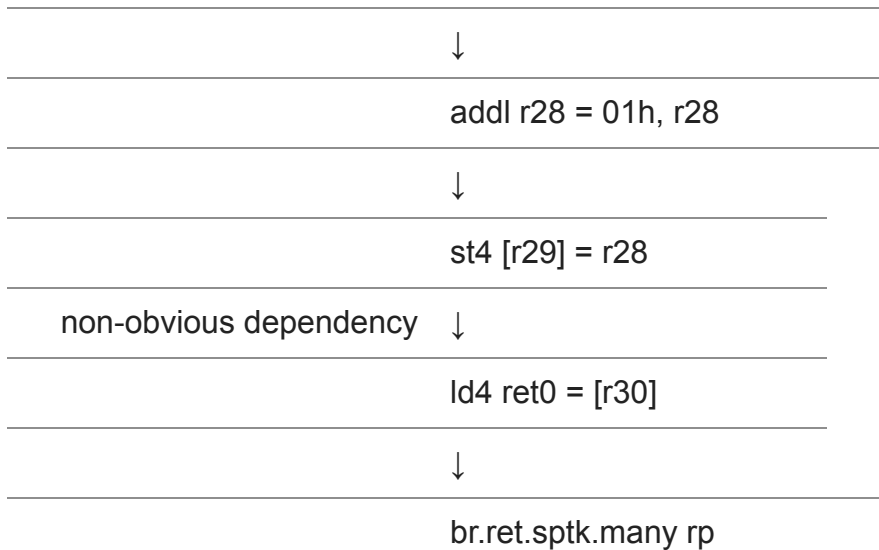 ↓
addl r28 = 01h, r28
↓
st4 [r29] = r28
non-obvious dependency ↓
ld4 ret0 = [r30]
↓
br.ret.sptk.many rp